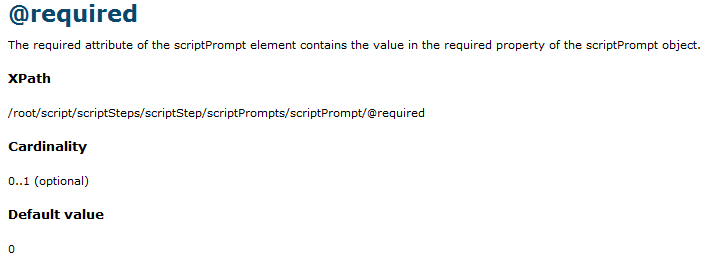 @required
The required attribute of the scriptPrompt element contains the value in the required property of the scriptPrompt object.
XPath
/root/script/scriptSteps/scriptStep/scriptPrompts/scriptPrompt/@required
Cardinality
0..1 (optional)
Default value
0